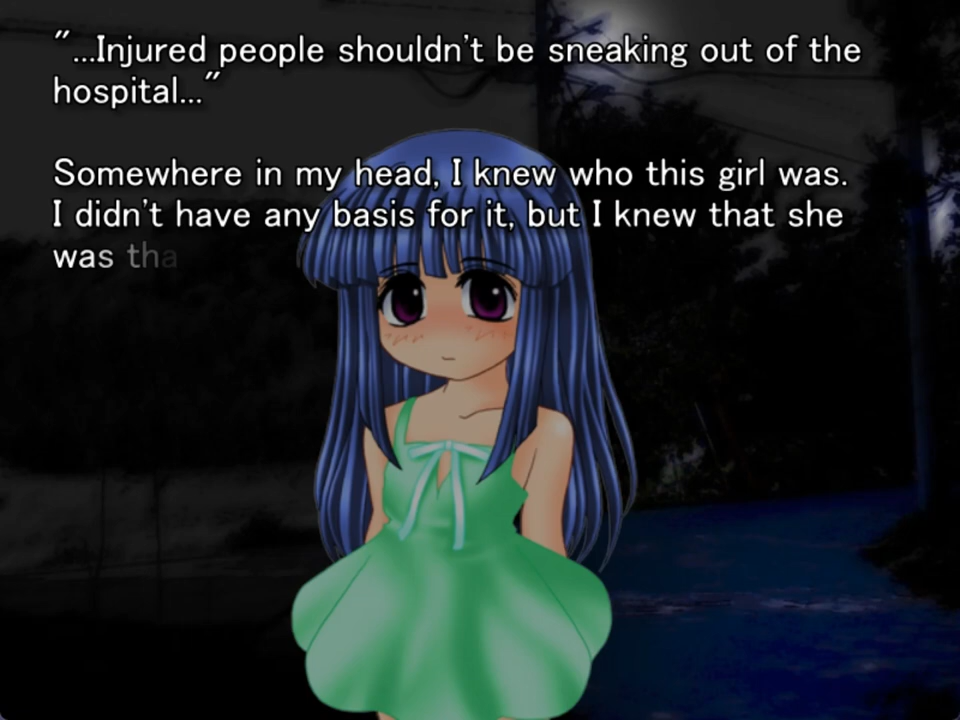 "...Injured people shouldn't be sneaking out of the
hospital..."
Somewhere in my head, I knew who this girl was.
I didn't have any basis for it, but I knew that she
was tha